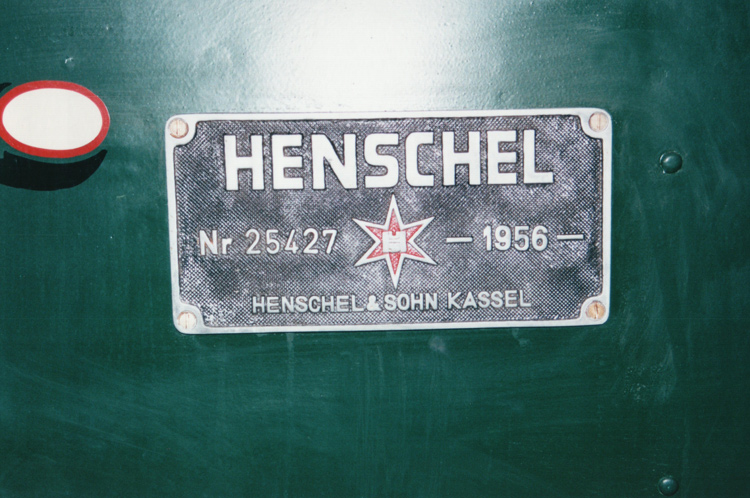 HENSCHEL
Nr 25427 — 1956 —
HENSCHEL & SOHN KASSEL